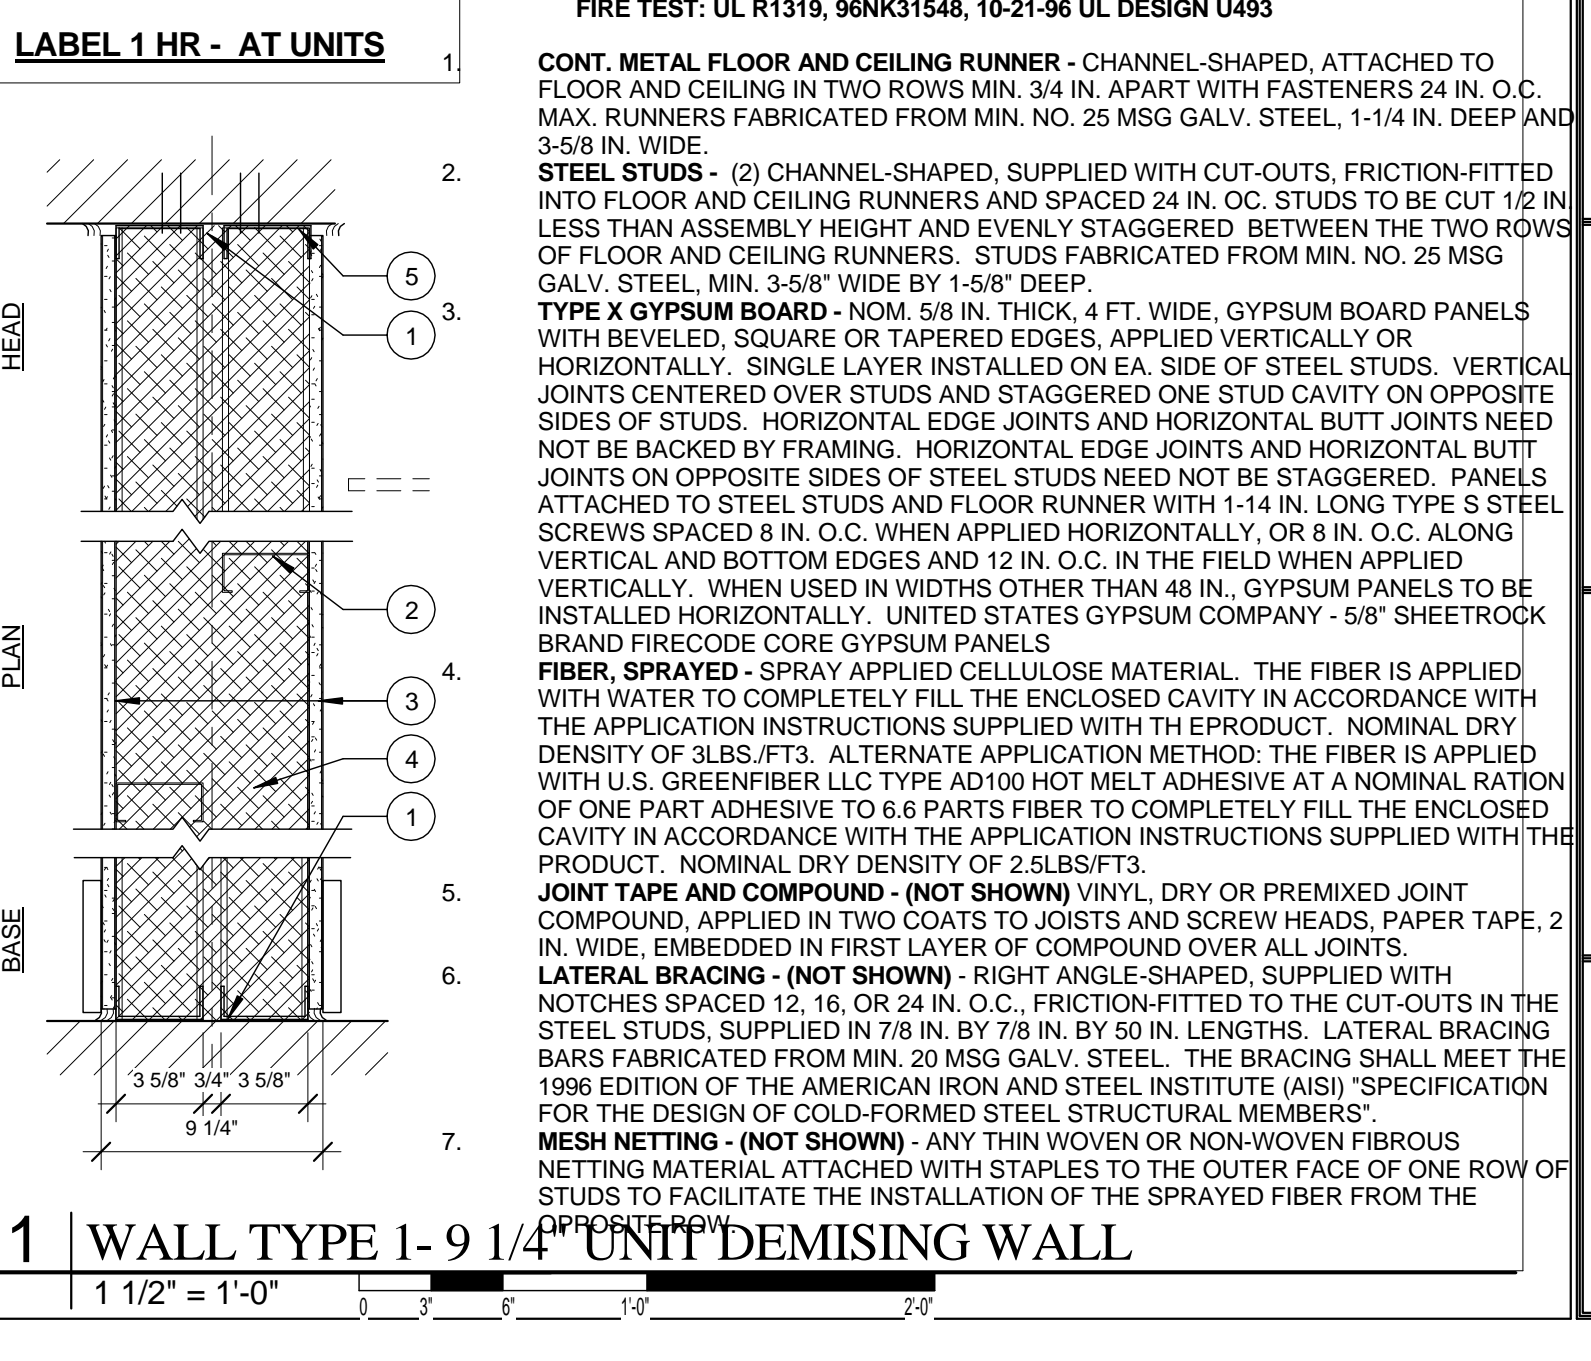 FIRE TEST: UL R1319, 96NK31548, 10-21-96 UL DESIGN U493
LABEL 1 HR - AT UNITS
1. CONT. METAL FLOOR AND CEILING RUNNER - CHANNEL-SHAPED, ATTACHED TO
FLOOR AND CEILING IN TWO ROWS MIN. 3/4 IN. APART WITH FASTENERS 24 IN. O.C.
MAX. RUNNERS FABRICATED FROM MIN. NO. 25 MSG GALV. STEEL, 1-1/4 IN. DEEP AND
3-5/8 IN. WIDE.
2. STEEL STUDS - (2) CHANNEL-SHAPED, SUPPLIED WITH CUT-OUTS, FRICTION-FITTED
INTO FLOOR AND CEILING RUNNERS AND SPACED 24 IN. OC. STUDS TO BE CUT 1/2 IN.
LESS THAN ASSEMBLY HEIGHT AND EVENLY STAGGERED BETWEEN THE TWO ROWS
OF FLOOR AND CEILING RUNNERS. STUDS FABRICATED FROM MIN. NO. 25 MSG
GALV. STEEL, MIN. 3-5/8" WIDE BY 1-5/8" DEEP.
3. TYPE X GYPSUM BOARD - NOM. 5/8 IN. THICK, 4 FT. WIDE, GYPSUM BOARD PANELS
WITH BEVELED, SQUARE OR TAPERED EDGES, APPLIED VERTICALLY OR
HORIZONTALLY. SINGLE LAYER INSTALLED ON EA. SIDE OF STEEL STUDS. VERTICAL
JOINTS CENTERED OVER STUDS AND STAGGERED ONE STUD CAVITY ON OPPOSITE
SIDES OF STUDS. HORIZONTAL EDGE JOINTS AND HORIZONTAL BUTT JOINTS NEED
NOT BE BACKED BY FRAMING. HORIZONTAL EDGE JOINTS AND HORIZONTAL BUTT
JOINTS ON OPPOSITE SIDES OF STEEL STUDS NEED NOT BE STAGGERED. PANELS
ATTACHED TO STEEL STUDS AND FLOOR RUNNER WITH 1-14 IN. LONG TYPE S STEEL
SCREWS SPACED 8 IN. O.C. WHEN APPLIED HORIZONTALLY, OR 8 IN. O.C. ALONG
VERTICAL AND BOTTOM EDGES AND 12 IN. O.C. IN THE FIELD WHEN APPLIED
VERTICALLY. WHEN USED IN WIDTHS OTHER THAN 48 IN., GYPSUM PANELS TO BE
INSTALLED HORIZONTALLY. UNITED STATES GYPSUM COMPANY - 5/8" SHEETROCK
BRAND FIRECODE CORE GYPSUM PANELS
4. FIBER, SPRAYED - SPRAY APPLIED CELLULOSE MATERIAL. THE FIBER IS APPLIED
WITH WATER TO COMPLETELY FILL THE ENCLOSED CAVITY IN ACCORDANCE WITH
THE APPLICATION INSTRUCTIONS SUPPLIED WITH TH EPRODUCT. NOMINAL DRY
DENSITY OF 3LBS./FT3. ALTERNATE APPLICATION METHOD: THE FIBER IS APPLIED
WITH U.S. GREENFIBER LLC TYPE AD100 HOT MELT ADHESIVE AT A NOMINAL RATION
OF ONE PART ADHESIVE TO 6.6 PARTS FIBER TO COMPLETELY FILL THE ENCLOSED
CAVITY IN ACCORDANCE WITH THE APPLICATION INSTRUCTIONS SUPPLIED WITH THE
PRODUCT. NOMINAL DRY DENSITY OF 2.5LBS/FT3.
5. JOINT TAPE AND COMPOUND - (NOT SHOWN) VINYL, DRY OR PREMIXED JOINT
COMPOUND, APPLIED IN TWO COATS TO JOISTS AND SCREW HEADS, PAPER TAPE, 2
IN. WIDE, EMBEDDED IN FIRST LAYER OF COMPOUND OVER ALL JOINTS.
6. LATERAL BRACING - (NOT SHOWN) - RIGHT ANGLE-SHAPED, SUPPLIED WITH
NOTCHES SPACED 12, 16, OR 24 IN. O.C., FRICTION-FITTED TO THE CUT-OUTS IN THE
STEEL STUDS, SUPPLIED IN 7/8 IN. BY 7/8 IN. BY 50 IN. LENGTHS. LATERAL BRACING
BARS FABRICATED FROM MIN. 20 MSG GALV. STEEL. THE BRACING SHALL MEET THE
1996 EDITION OF THE AMERICAN IRON AND STEEL INSTITUTE (AISI) "SPECIFICATION
FOR THE DESIGN OF COLD-FORMED STEEL STRUCTURAL MEMBERS".
7. MESH NETTING - (NOT SHOWN) - ANY THIN WOVEN OR NON-WOVEN FIBROUS
NETTING MATERIAL ATTACHED WITH STAPLES TO THE OUTER FACE OF ONE ROW OF
STUDS TO FACILITATE THE INSTALLATION OF THE SPRAYED FIBER FROM THE
OPPOSITE ROW.
HEAD
5
1
PLAN
2
3
4
1
BASE
3 5/8" 3/4" 3 5/8"
9 1/4"
1 WALL TYPE 1- 9 1/4" UNIT DEMISING WALL
1 1/2" = 1'-0"
0 3" 6" 1'-0" 2'-0"